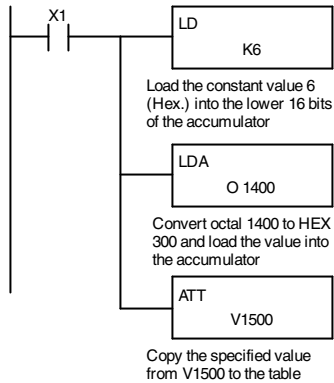 X1
LD
K6
Load the constant value 6
(Hex.) into the lower 16 bits
of the accumulator
LDA
O 1400
Convert octal 1400 to HEX
300 and load the value into
the accumulator
ATT
V1500
Copy the specified value
from V1500 to the table